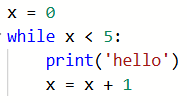 x = 0
while x < 5:
    print('hello')
    x = x + 1